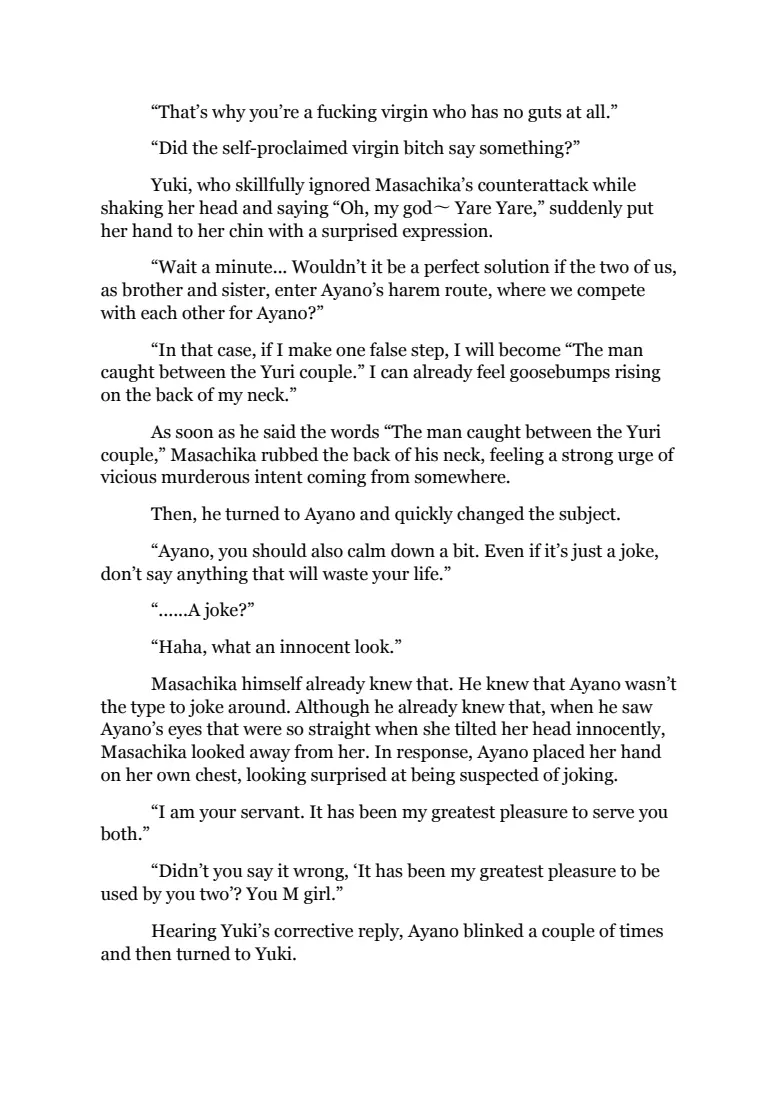 “That’s why you’re a fucking virgin who has no guts at all.”
“Did the self-proclaimed virgin bitch say something?”
Yuki, who skillfully ignored Masachika’s counterattack while
shaking her head and saying “Oh, my god～ Yare Yare,” suddenly put
her hand to her chin with a surprised expression.
“Wait a minute... Wouldn’t it be a perfect solution if the two of us,
as brother and sister, enter Ayano’s harem route, where we compete
with each other for Ayano?”
“In that case, if I make one false step, I will become “The man
caught between the Yuri couple.” I can already feel goosebumps rising
on the back of my neck.”
As soon as he said the words “The man caught between the Yuri
couple,” Masachika rubbed the back of his neck, feeling a strong urge of
vicious murderous intent coming from somewhere.
Then, he turned to Ayano and quickly changed the subject.
“Ayano, you should also calm down a bit. Even if it’s just a joke,
don’t say anything that will waste your life.”
“......A joke?”
“Haha, what an innocent look.”
Masachika himself already knew that. He knew that Ayano wasn’t
the type to joke around. Although he already knew that, when he saw
Ayano’s eyes that were so straight when she tilted her head innocently,
Masachika looked away from her. In response, Ayano placed her hand
on her own chest, looking surprised at being suspected of joking.
“I am your servant. It has been my greatest pleasure to serve you
both.”
“Didn’t you say it wrong, ‘It has been my greatest pleasure to be
used by you two’? You M girl.”
Hearing Yuki’s corrective reply, Ayano blinked a couple of times
and then turned to Yuki.